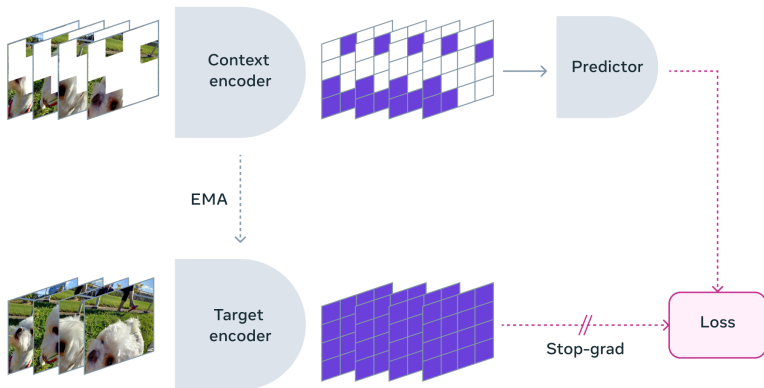 Context
encoder
Predictor
EMA
Target
encoder
Stop-grad
Loss